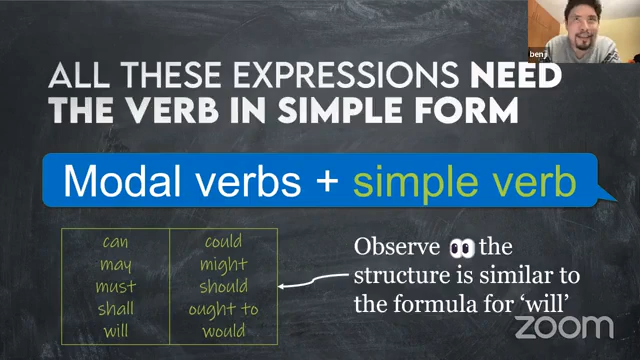 benji
ALL THESE EXPRESSIONS NEED
THE VERB IN SIMPLE FORM
Modal verbs + simple verb
can could
may might
must should
shall ought to
will would
Observe 👀 the
structure is similar to
the formula for ‘will’
zoom